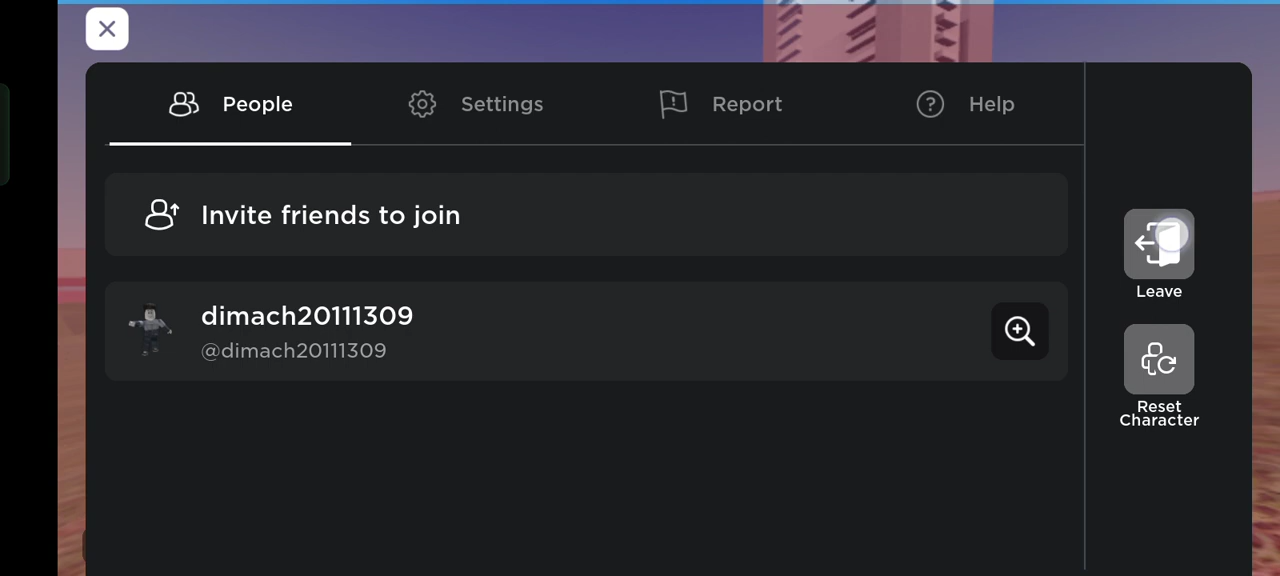 People
Settings
Report
Help
Invite friends to join
dimach20111309
@dimach20111309
Leave
Reset
Character